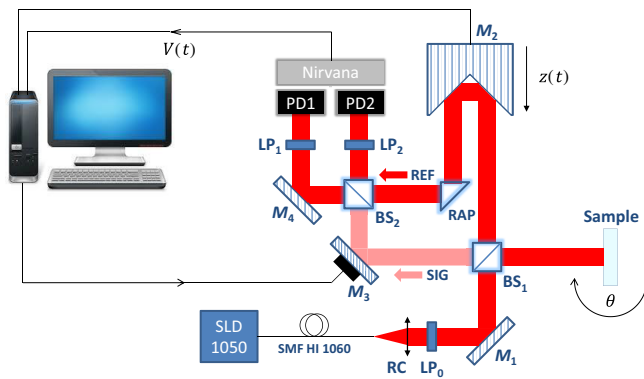 M2
V(t)
z(t)
Nirvana
PD1
PD2
LP1
LP2
REF
M4
BS2
RAP
Sample
SIG
BS1
M3
θ
SLD
1050
SMF HI 1060
RC
LP0
M1